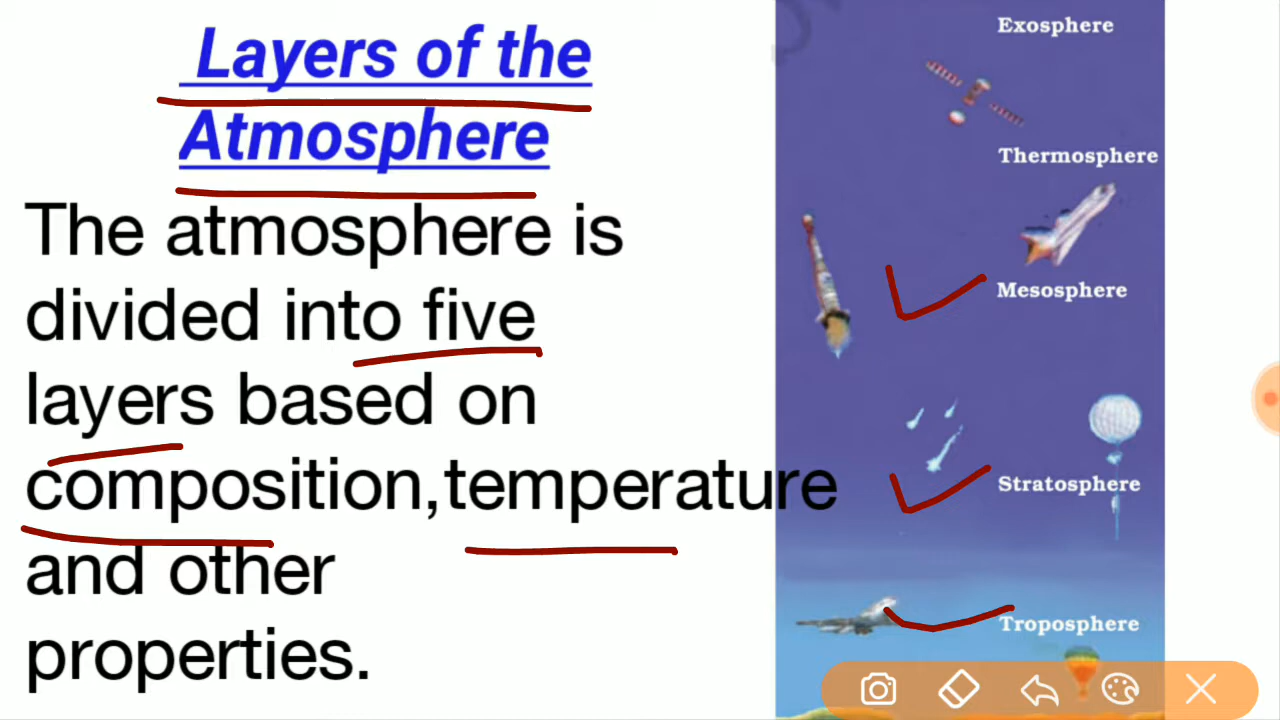 Layers of the
Atmosphere
The atmosphere is
divided into five
layers based on
composition,temperature
and other
properties.
Exosphere
Thermosphere
Mesosphere
Stratosphere
Troposphere